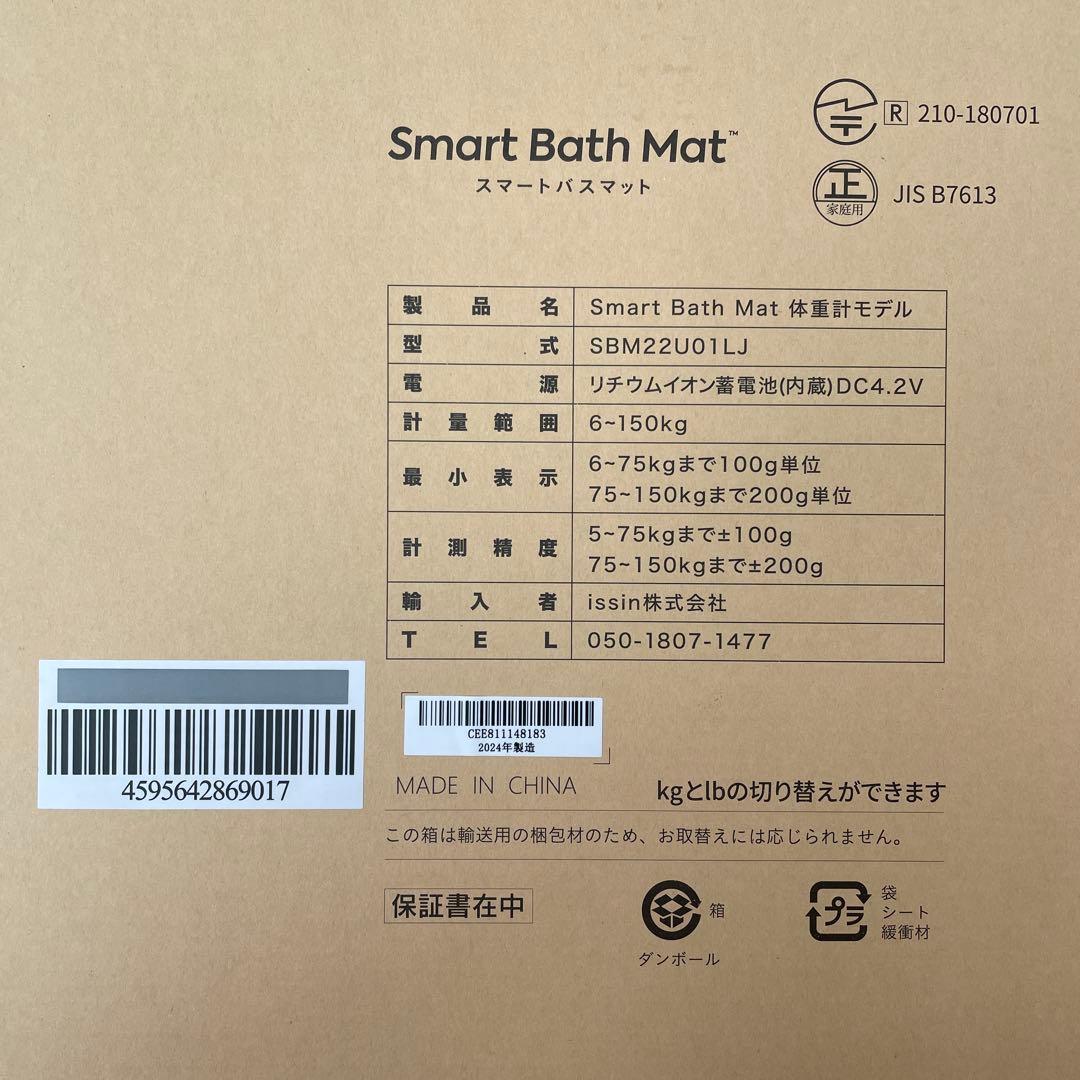 Smart Bath Mat™
スマートバスマット
R 210-180701
正
家庭用
JIS B7613
製品名 Smart Bath Mat 体重計モデル
型式 SBM22U01LJ
電源 リチウムイオン蓄電池(内蔵)DC4.2V
計量範囲 6~150kg
最小表示 6~75kgまで100g単位
75~150kgまで200g単位
計測精度 5~75kgまで±100g
75~150kgまで±200g
輸入者 issin株式会社
TEL 050-1807-1477
4595642869017
CEE811148183
2024年製造
MADE IN CHINA
kgとlbの切り替えができます
この箱は輸送用の梱包材のため、お取替えには応じられません。
保証書在中
箱
ダンボール
プラ
袋
シート
緩衝材